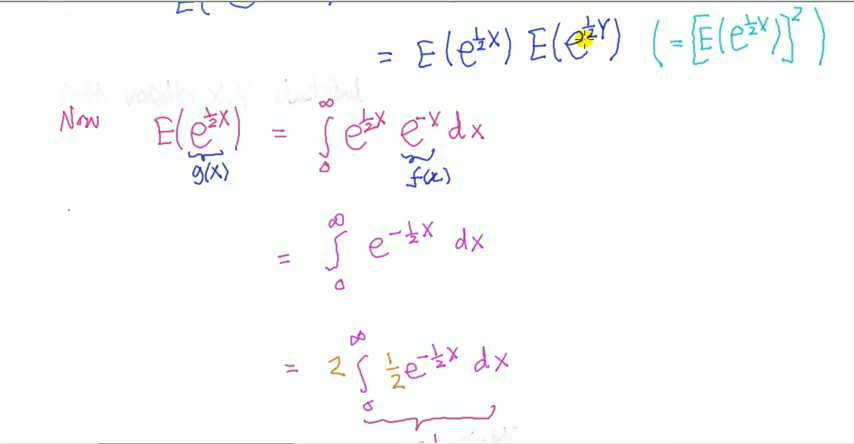 = E(e^{½X}) E(e^{½Y}) (= [E(e^{½X})]²)
Now E(e^{½X}) = ∫₀^∞ e^{½X} e^{-X} dx
g(X) f(x)
= ∫₀^∞ e^{-½X} dx
= 2 ∫₀^∞ ½ e^{-½X} dx